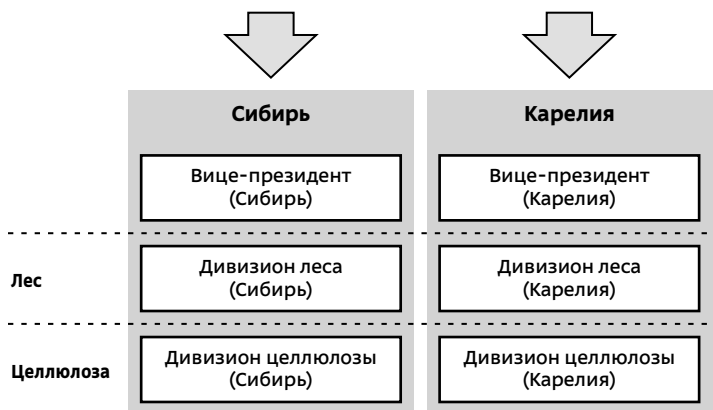 Сибирь
Карелия
Вице-президент
(Сибирь)
Вице-президент
(Карелия)
Лес
Дивизион леса
(Сибирь)
Дивизион леса
(Карелия)
Целлюлоза
Дивизион целлюлозы
(Сибирь)
Дивизион целлюлозы
(Карелия)